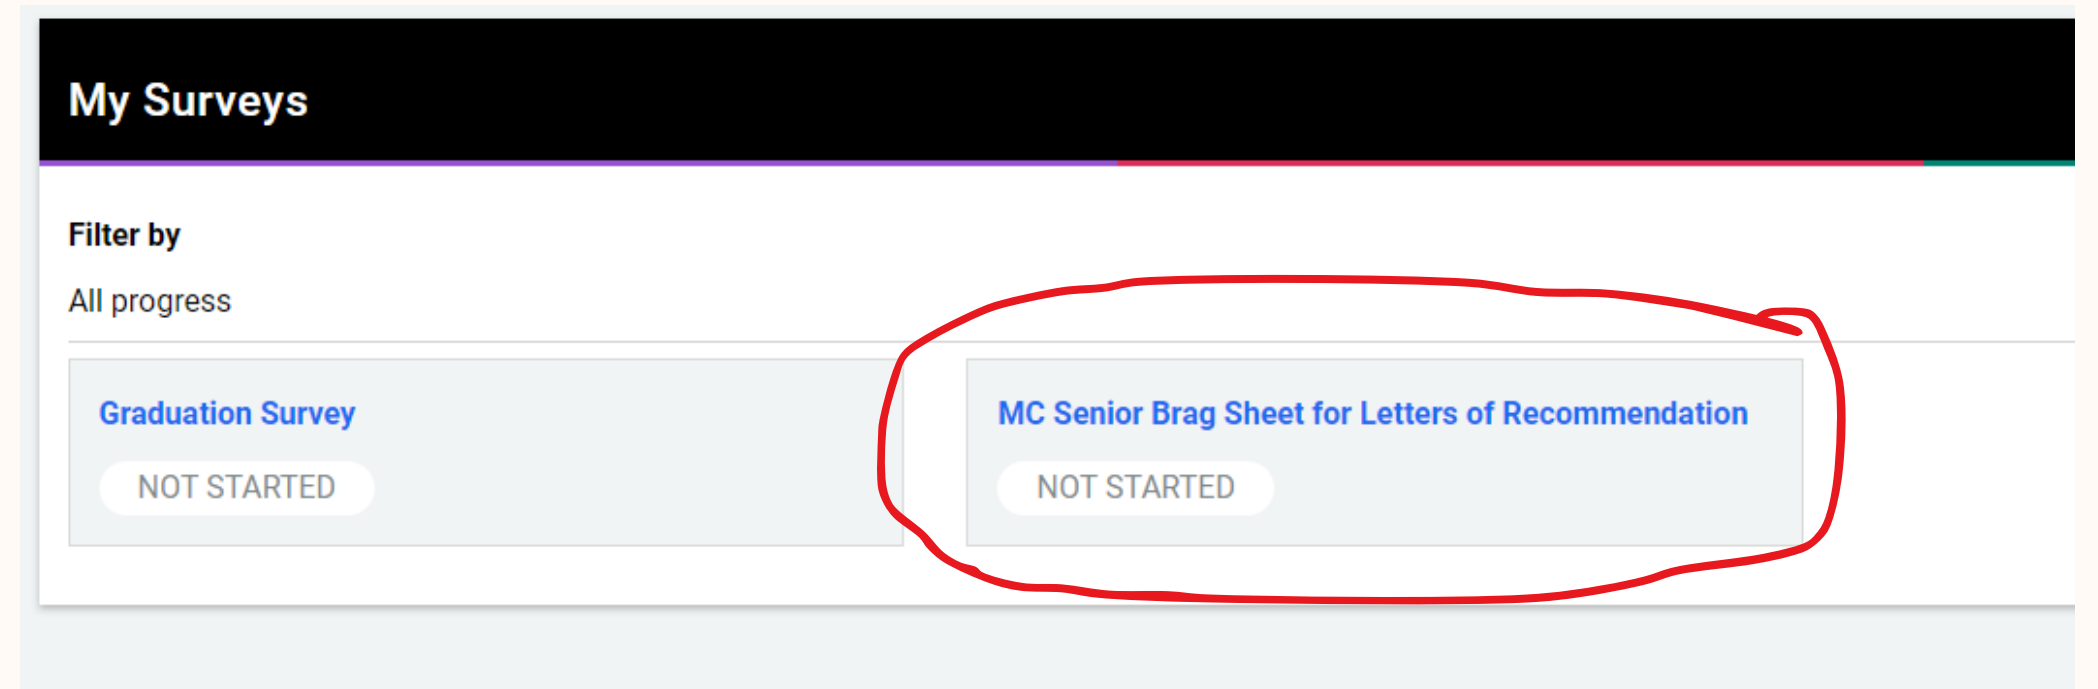 My Surveys
Filter by
All progress
Graduation Survey
NOT STARTED
MC Senior Brag Sheet for Letters of Recommendation
NOT STARTED